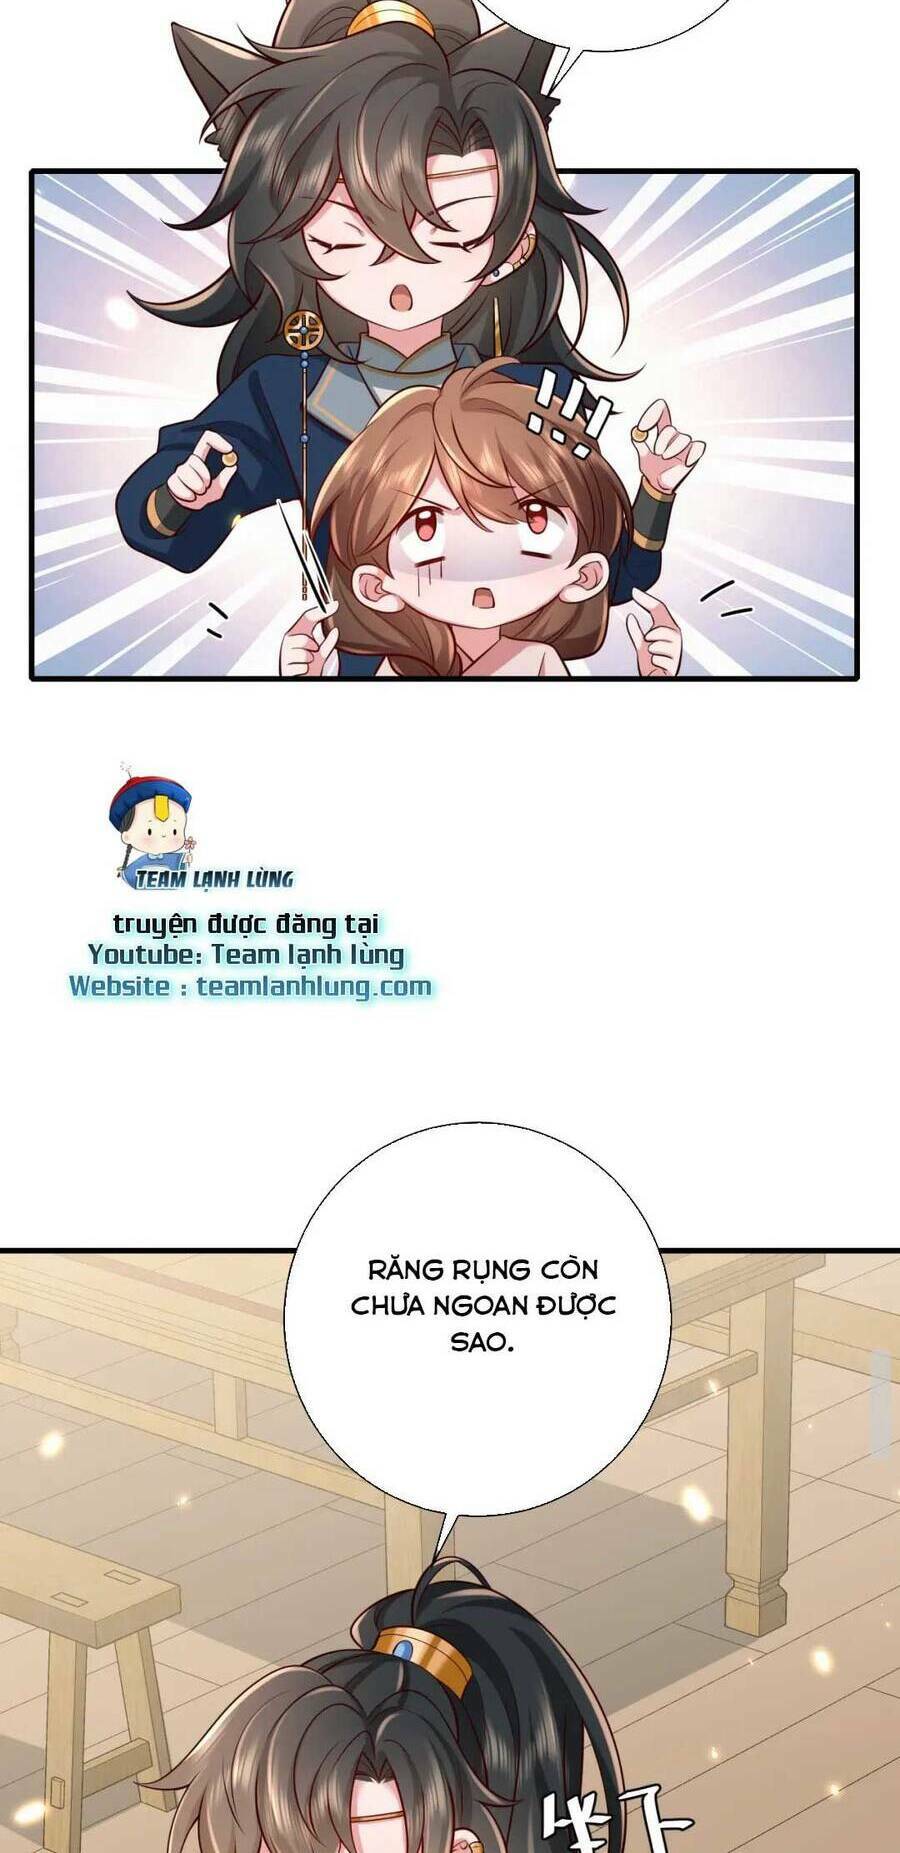 !!!
TEAM LẠNH LÙNG
truyện được đăng tại
Youtube: Team lạnh lùng
Website : teamlanhlung.com
RĂNG RỤNG CÒN
CHƯA NGOAN ĐƯỢC
SAO.